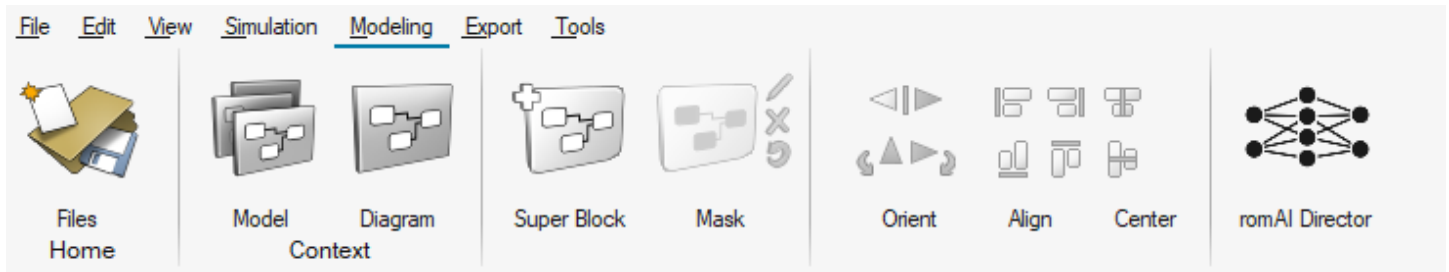 File Edit View Simulation Modeling Export Tools
Files Model Diagram Super Block Mask Orient Align Center romAI Director
Home Context